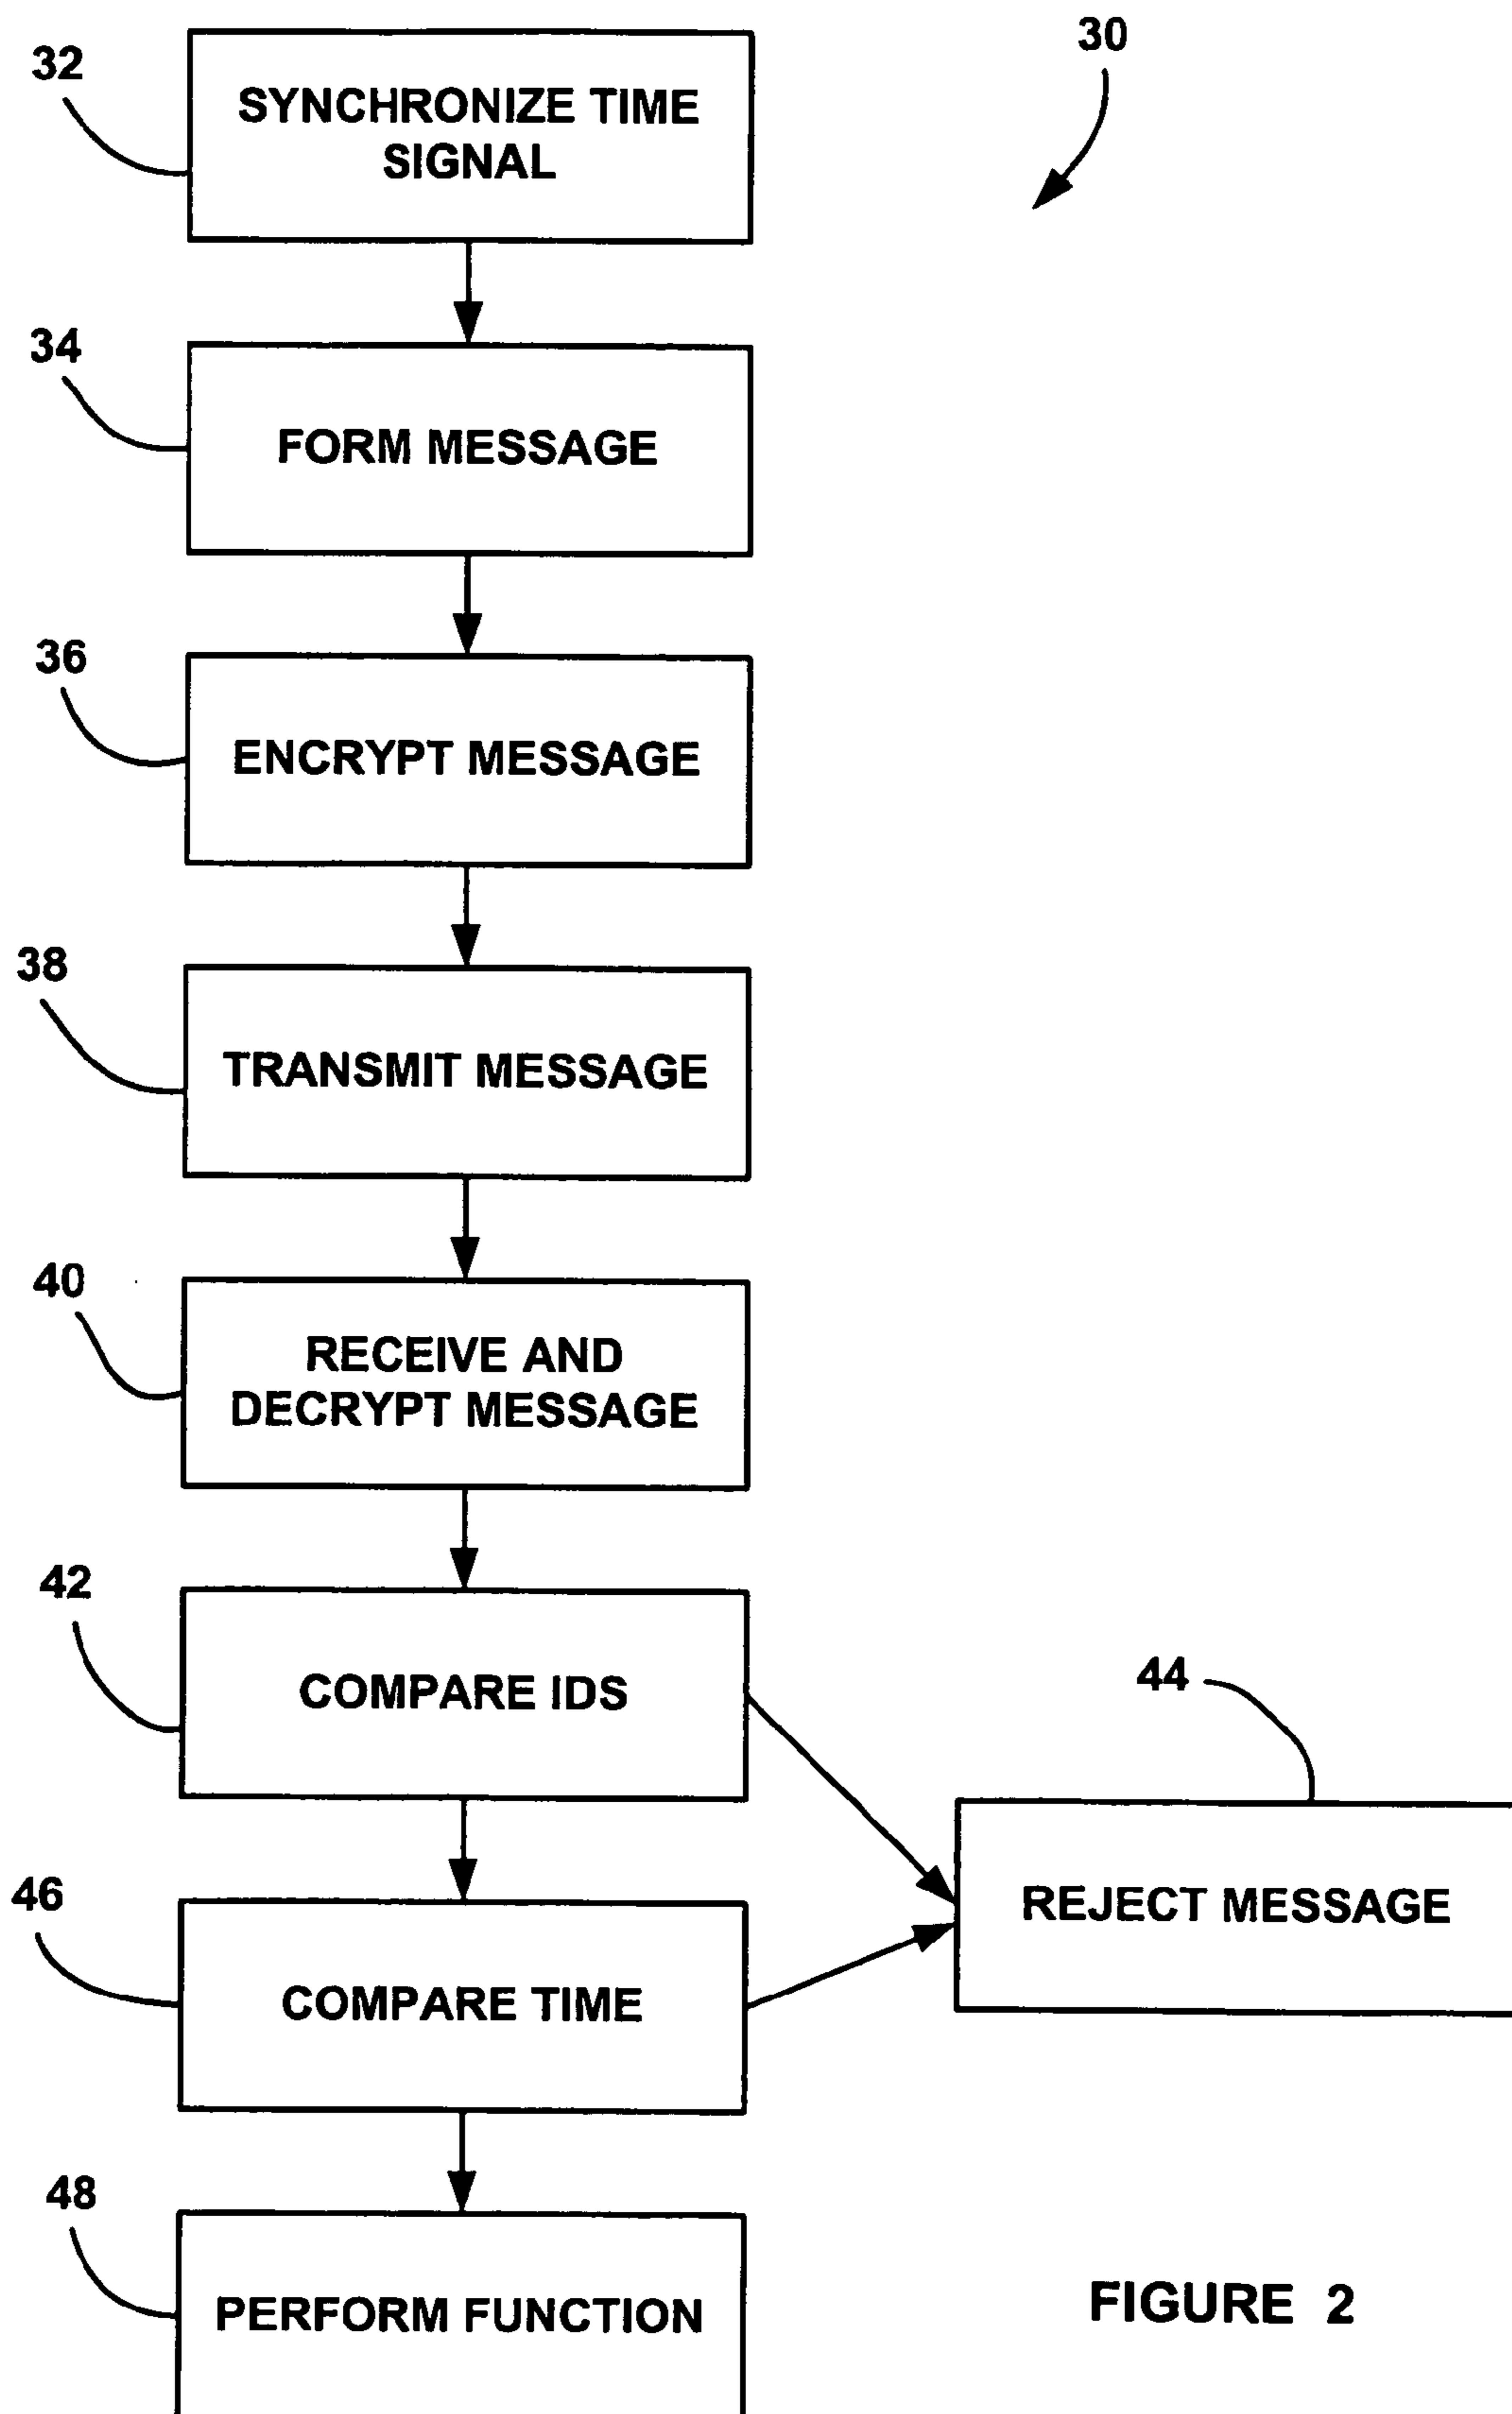 30
32
SYNCHRONIZE TIME
SIGNAL
34
FORM MESSAGE
36
ENCRYPT MESSAGE
38
TRANSMIT MESSAGE
40
RECEIVE AND
DECRYPT MESSAGE
42
COMPARE IDS
44
REJECT MESSAGE
46
COMPARE TIME
48
PERFORM FUNCTION
FIGURE 2